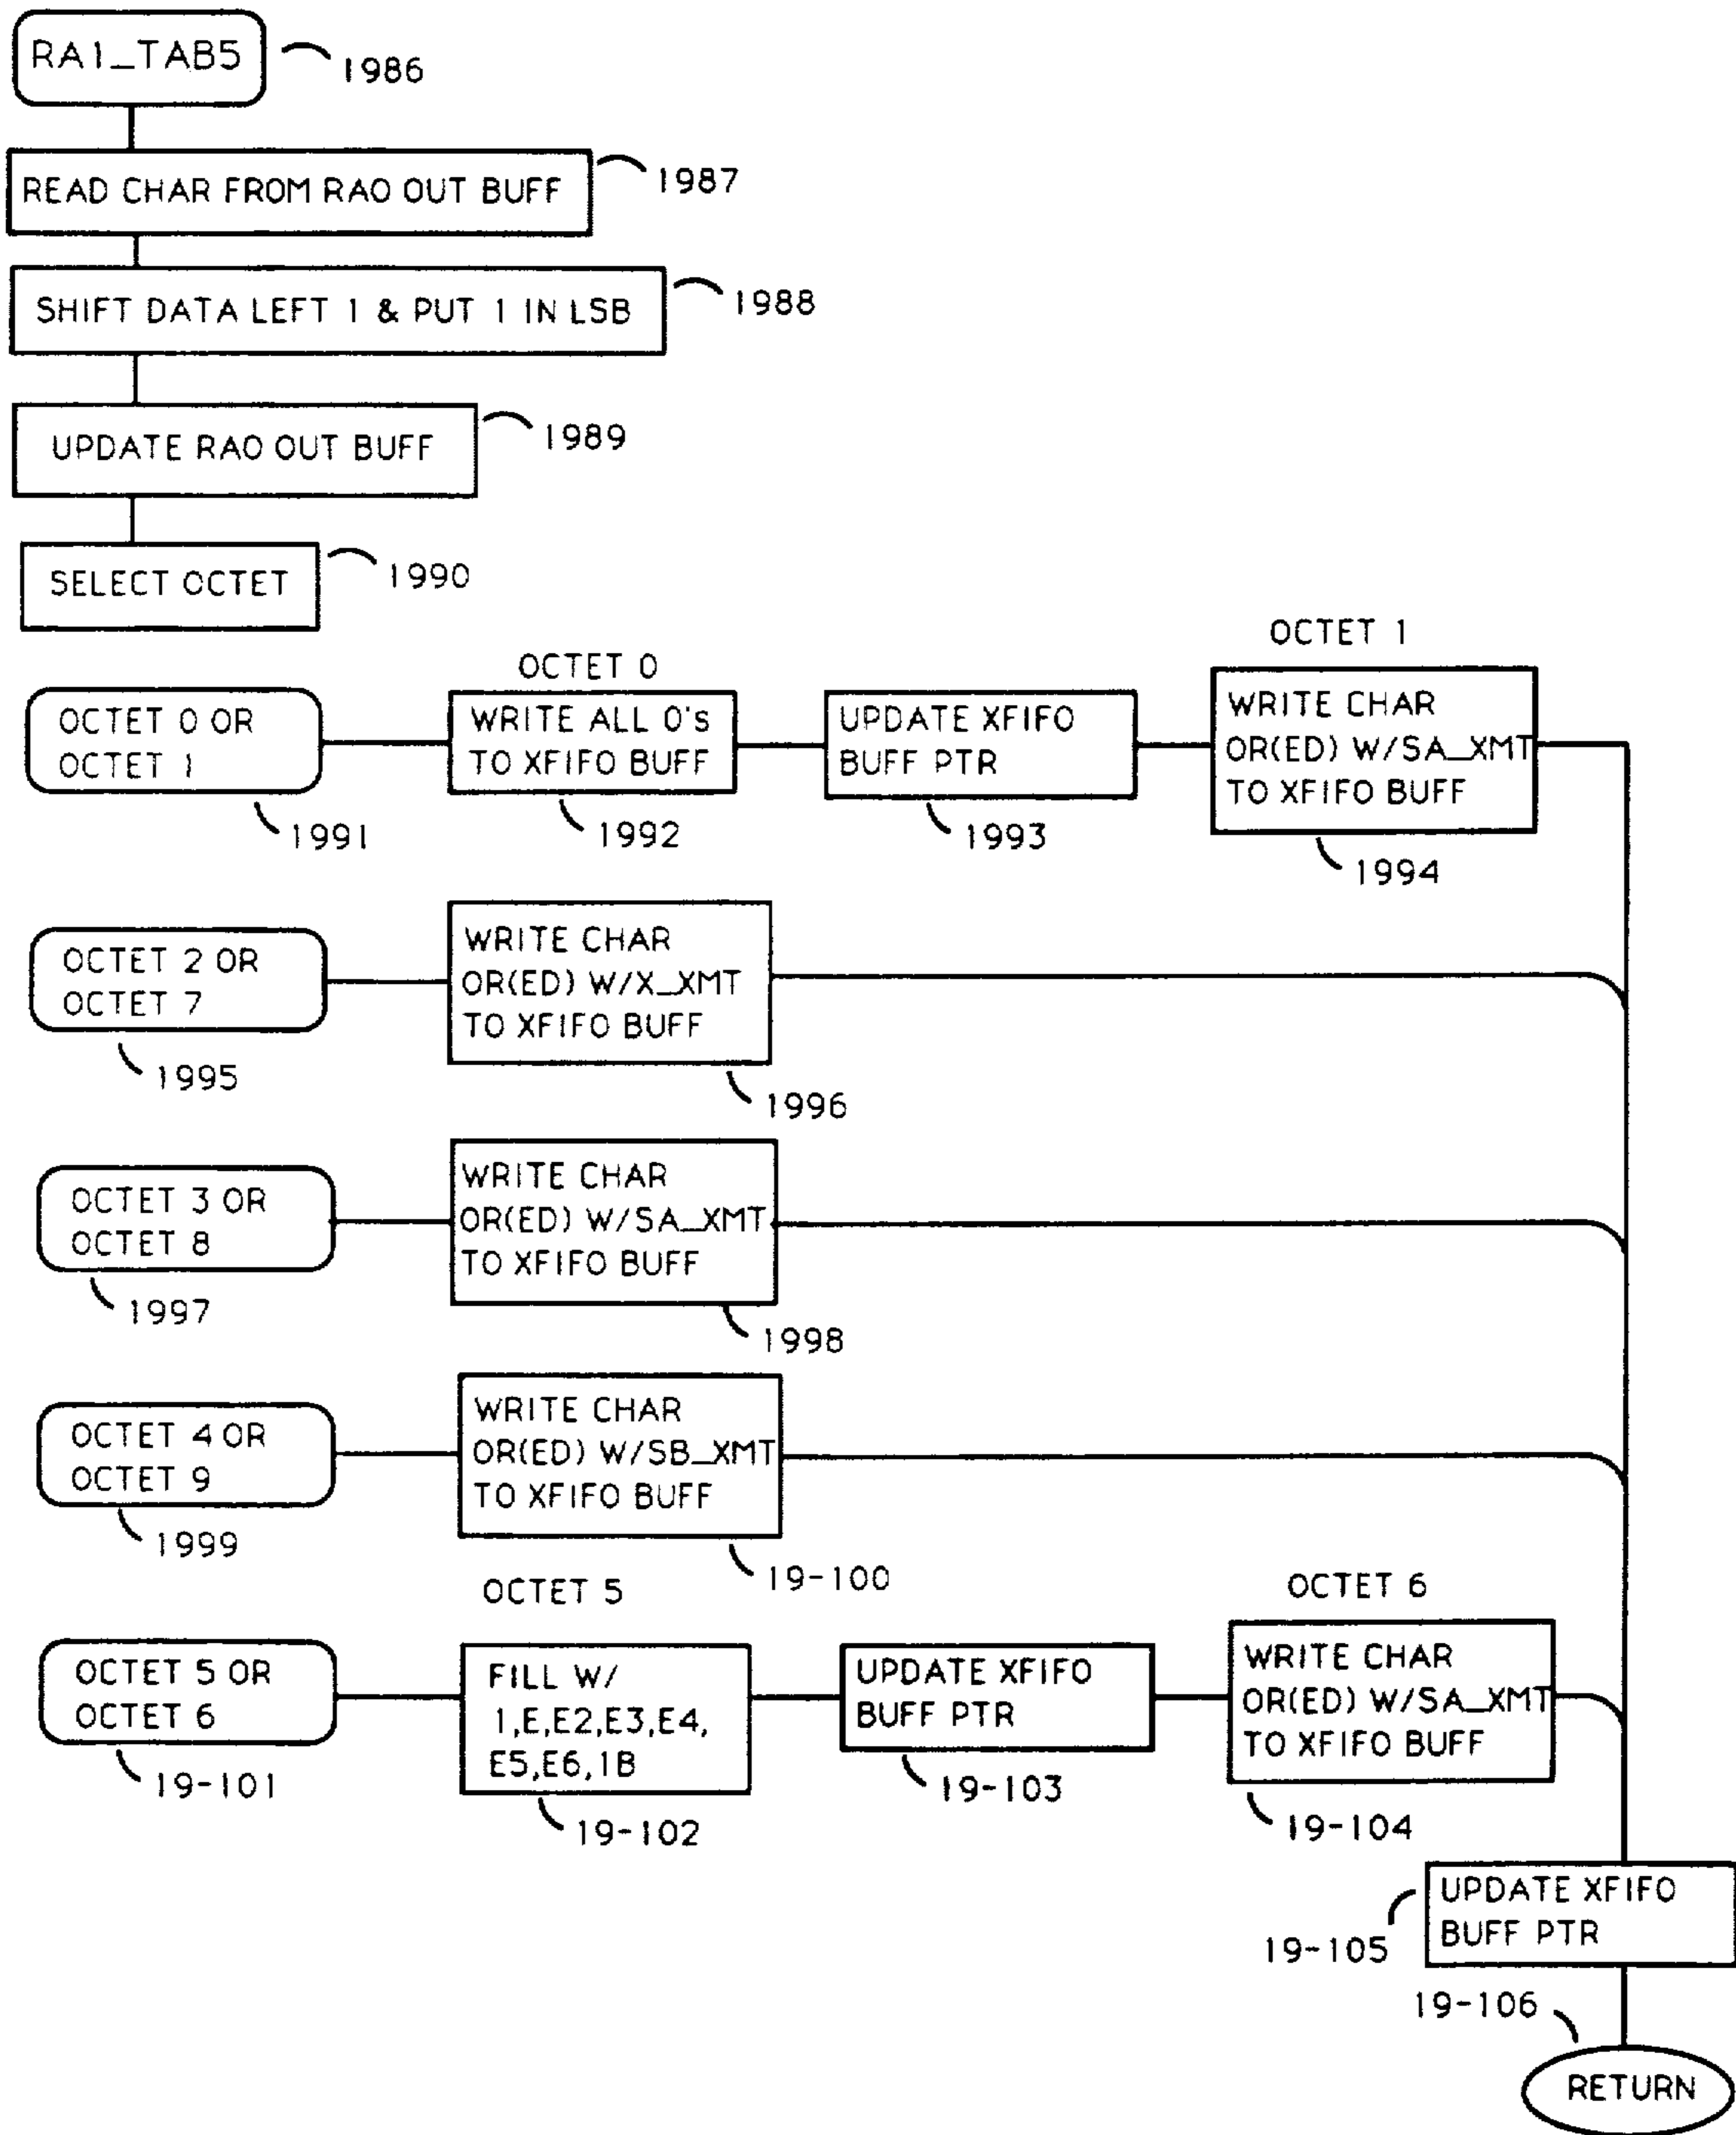 RA1_TAB5
1986
READ CHAR FROM RA0 OUT BUFF
1987
SHIFT DATA LEFT 1 & PUT 1 IN LSB
1988
UPDATE RA0 OUT BUFF
1989
SELECT OCTET
1990
OCTET 0 OR
OCTET 1
1991
OCTET 0
WRITE ALL 0's
TO XFIFO BUFF
1992
UPDATE XFIFO
BUFF PTR
1993
OCTET 1
WRITE CHAR
OR(ED) W/SA_XMT
TO XFIFO BUFF
1994
OCTET 2 OR
OCTET 7
1995
WRITE CHAR
OR(ED) W/X_XMT
TO XFIFO BUFF
1996
OCTET 3 OR
OCTET 8
1997
WRITE CHAR
OR(ED) W/SA_XMT
TO XFIFO BUFF
1998
OCTET 4 OR
OCTET 9
1999
WRITE CHAR
OR(ED) W/SB_XMT
TO XFIFO BUFF
19-100
OCTET 5 OR
OCTET 6
19-101
OCTET 5
FILL W/
1,E,E2,E3,E4,
E5,E6,1B
19-102
UPDATE XFIFO
BUFF PTR
19-103
OCTET 6
WRITE CHAR
OR(ED) W/SA_XMT
TO XFIFO BUFF
19-104
UPDATE XFIFO
BUFF PTR
19-105
19-106
RETURN